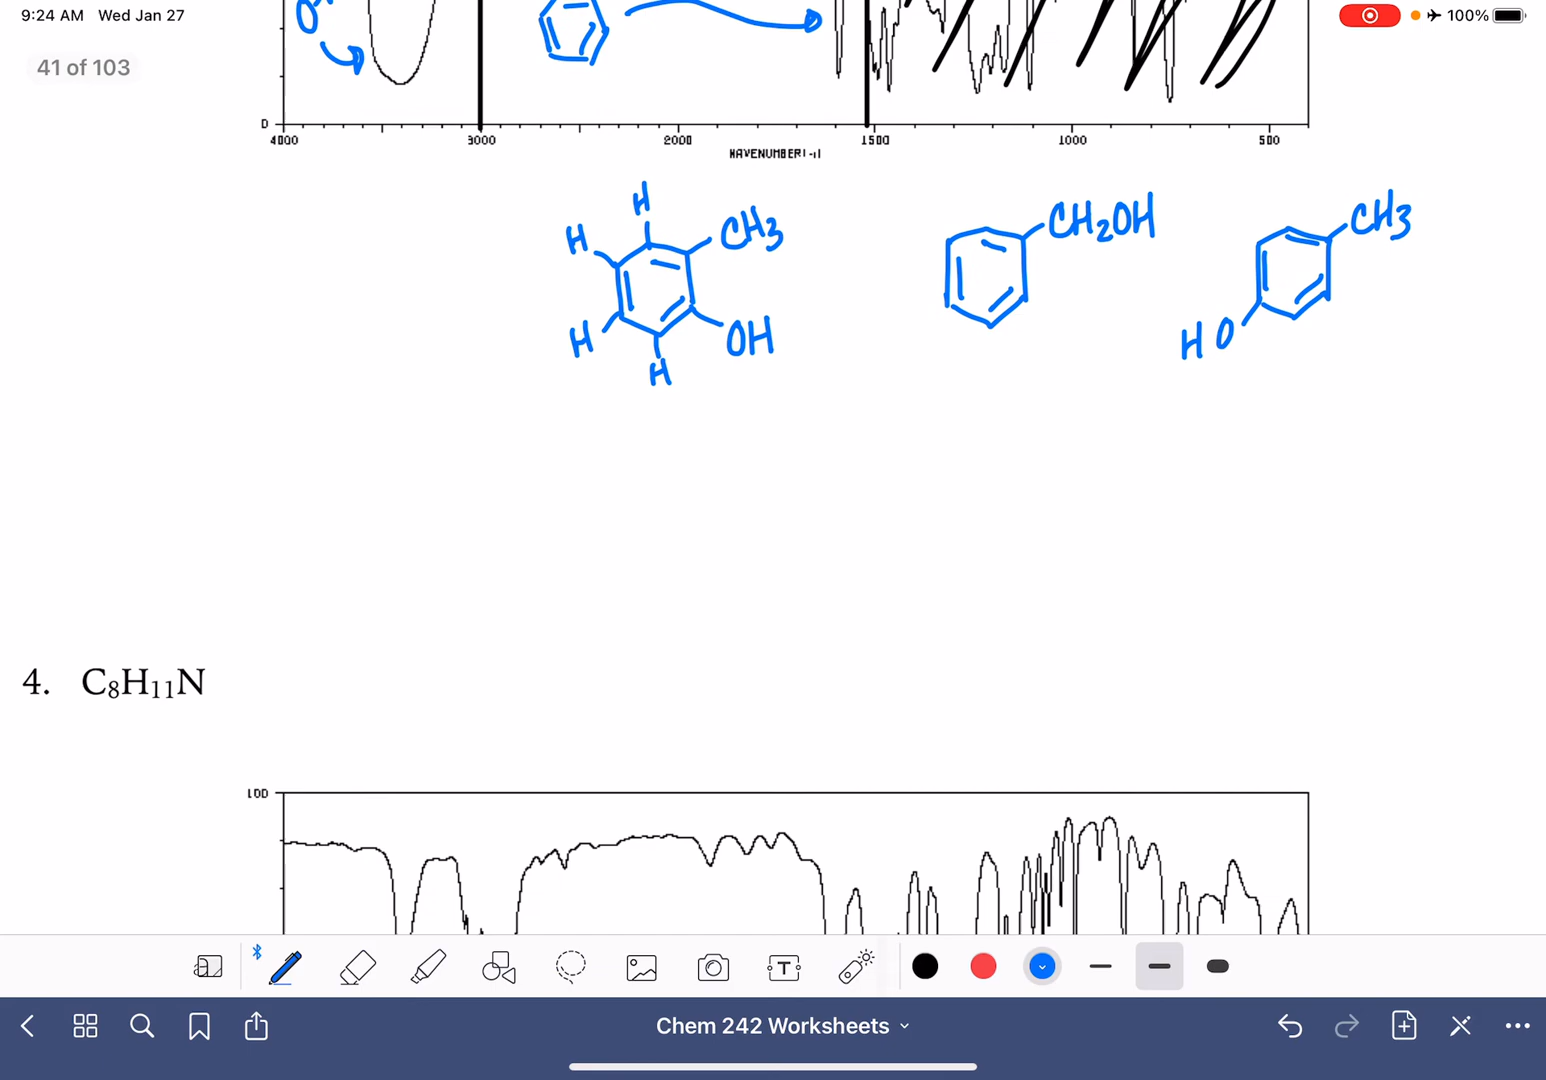 9:24 AM Wed Jan 27
100%
41 of 103
0
4000 3000 2000 1500 1000 500
WAVENUMBER(-1)
H
H CH3
H OH
H
CH2OH
CH3
HO
4. C₈H₁₁N
100
T
Chem 242 Worksheets